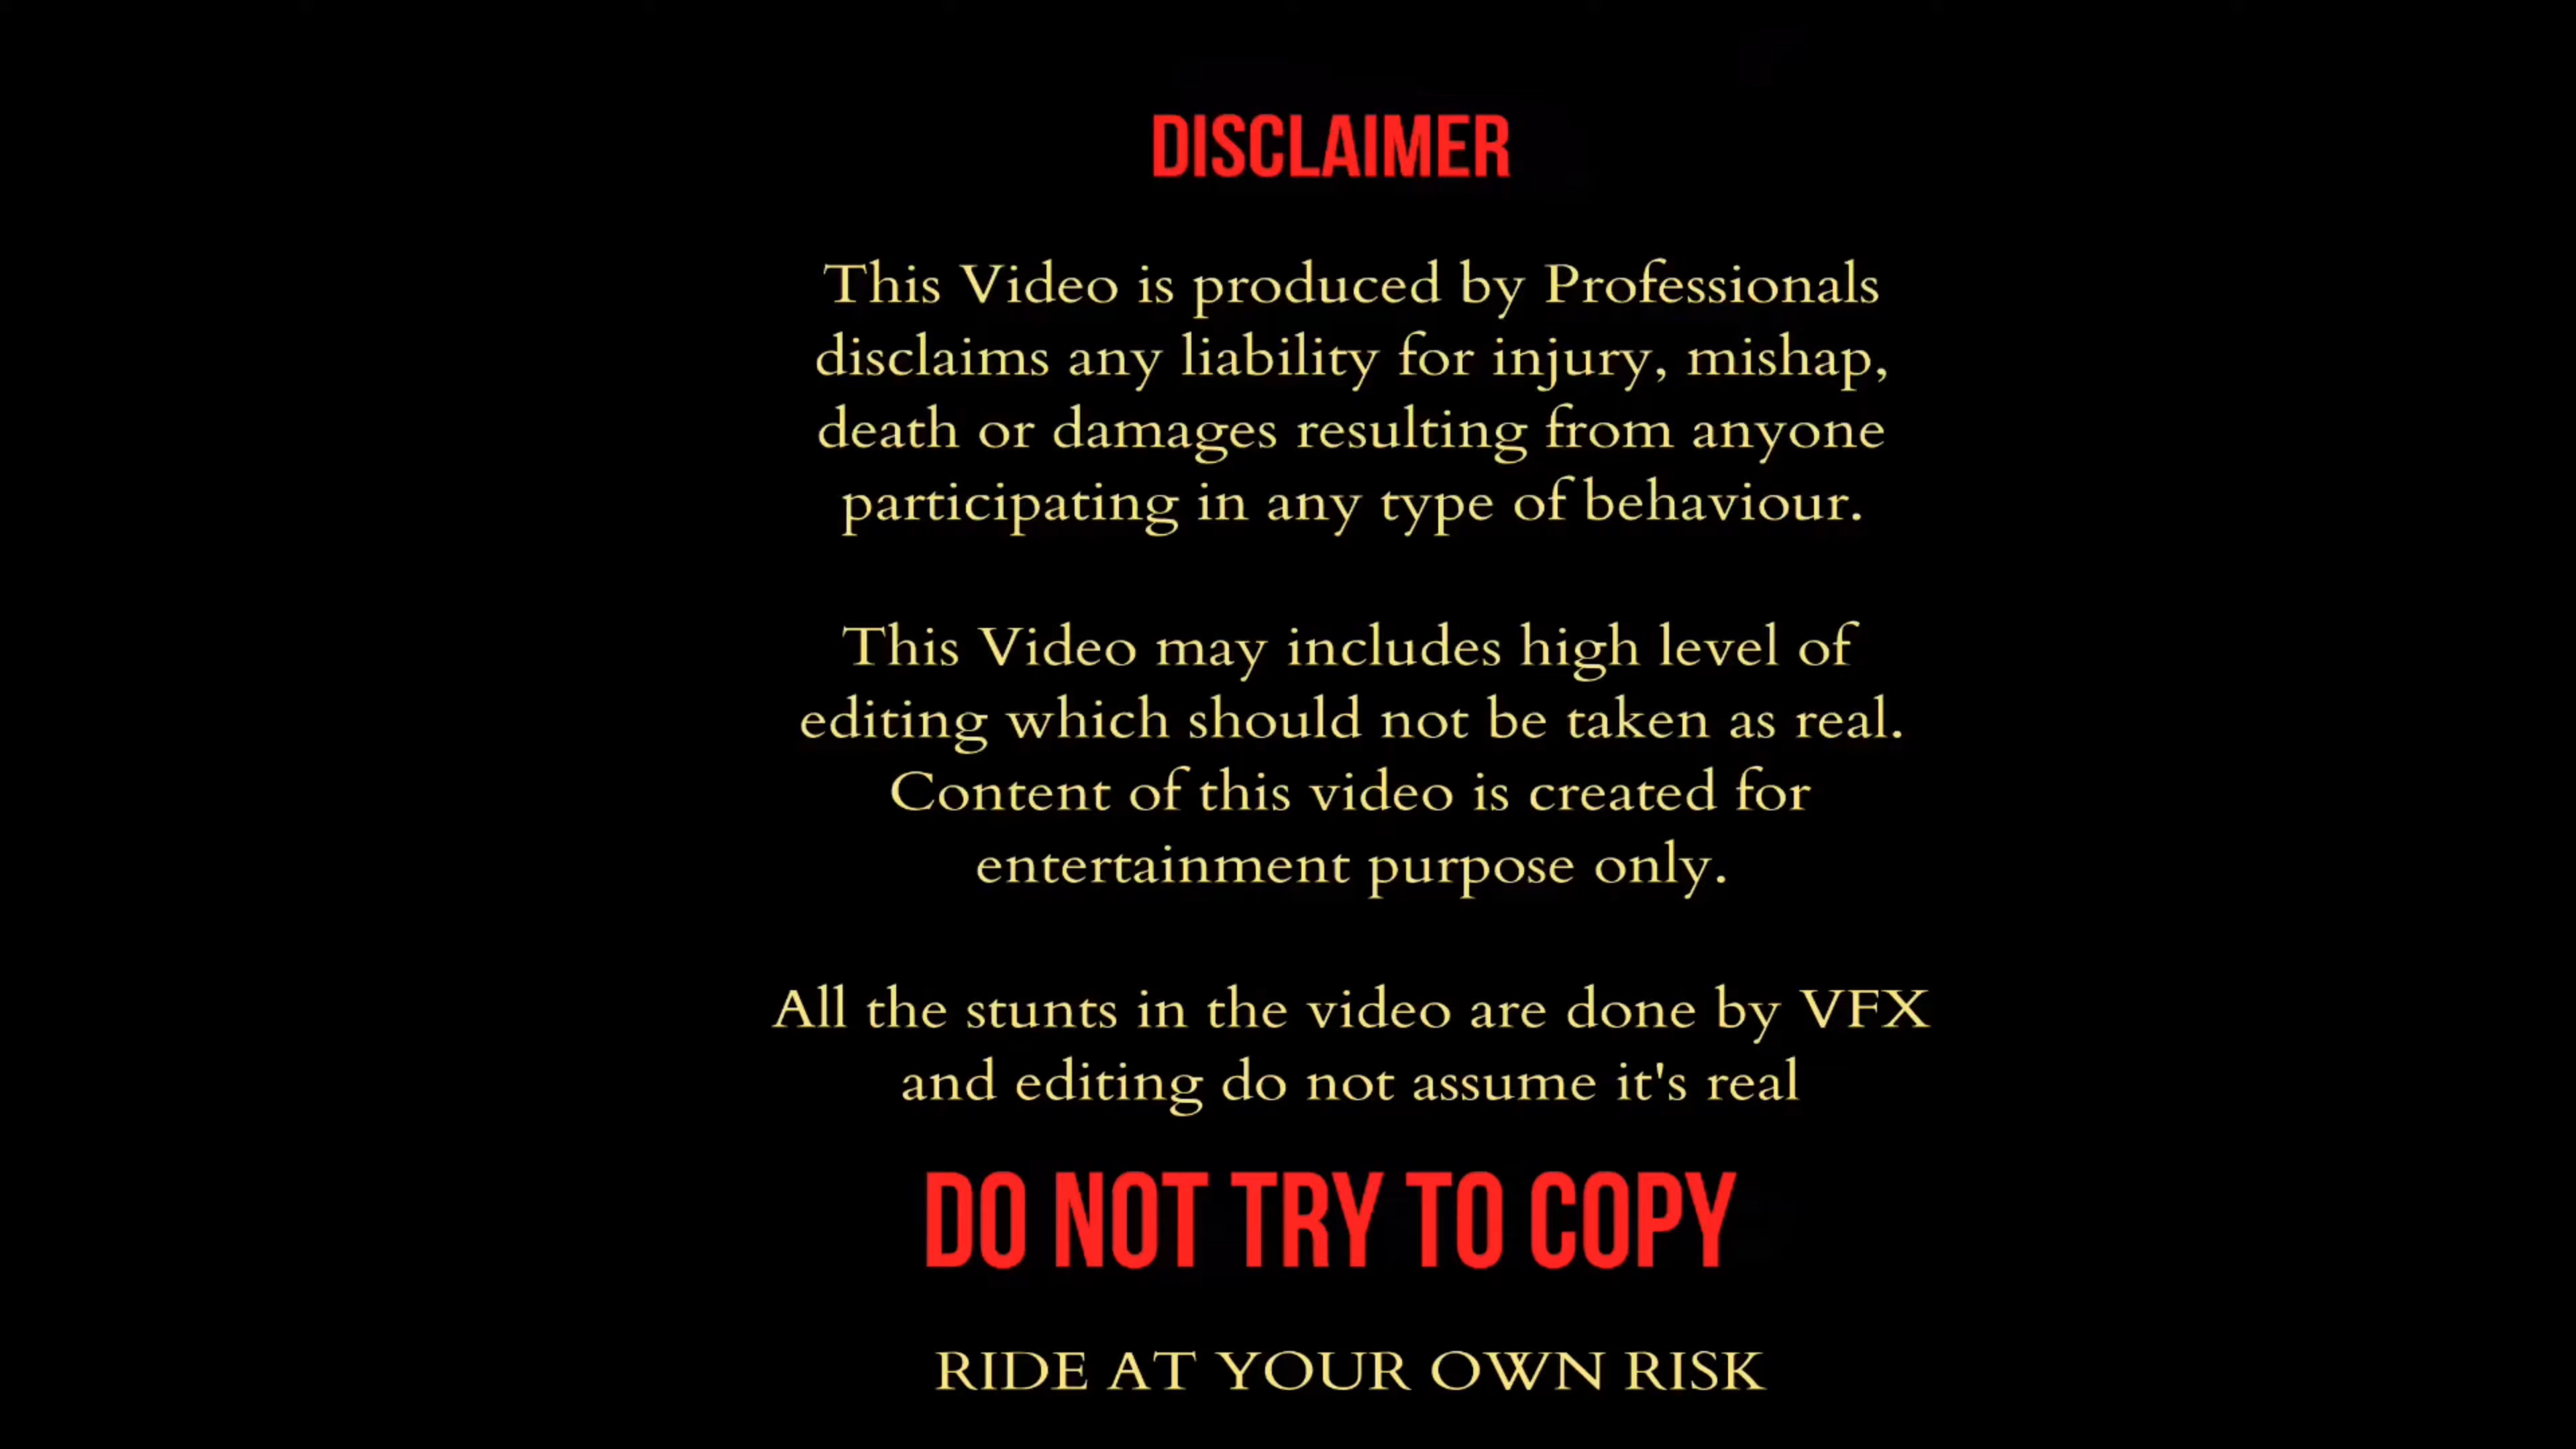 DISCLAIMER
This Video is produced by Professionals
disclaims any liability for injury, mishap,
death or damages resulting from anyone
participating in any type of behaviour.
This Video may includes high level of
editing which should not be taken as real.
Content of this video is created for
entertainment purpose only.
All the stunts in the video are done by VFX
and editing do not assume it's real
DO NOT TRY TO COPY
RIDE AT YOUR OWN RISK